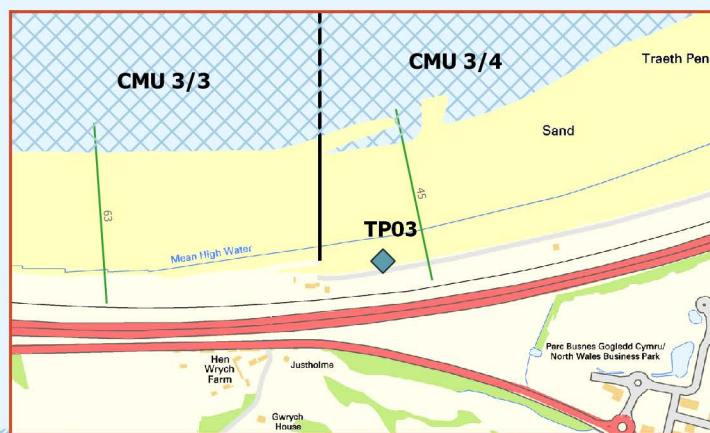 CMU 3/3
CMU 3/4
Traeth Pen
Sand
63
45
TP03
Mean High Water
Hen
Wrych
Farm
Justholme
Parc Busnes Gogledd Cymru/
North Wales Business Park
Gwrych
House